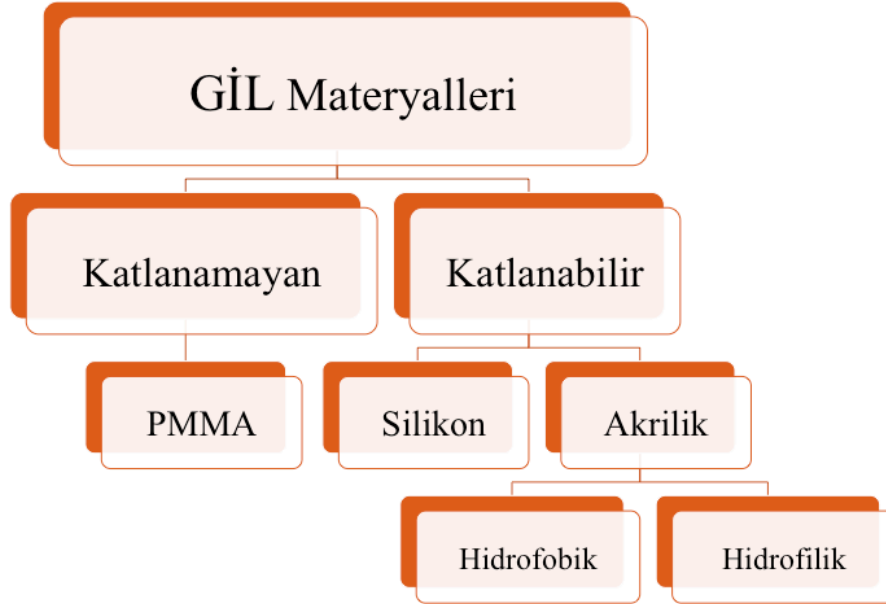 GİL Materyalleri
Katlanamayan
Katlanabilir
PMMA
Silikon
Akrilik
Hidrofobik
Hidrofilik